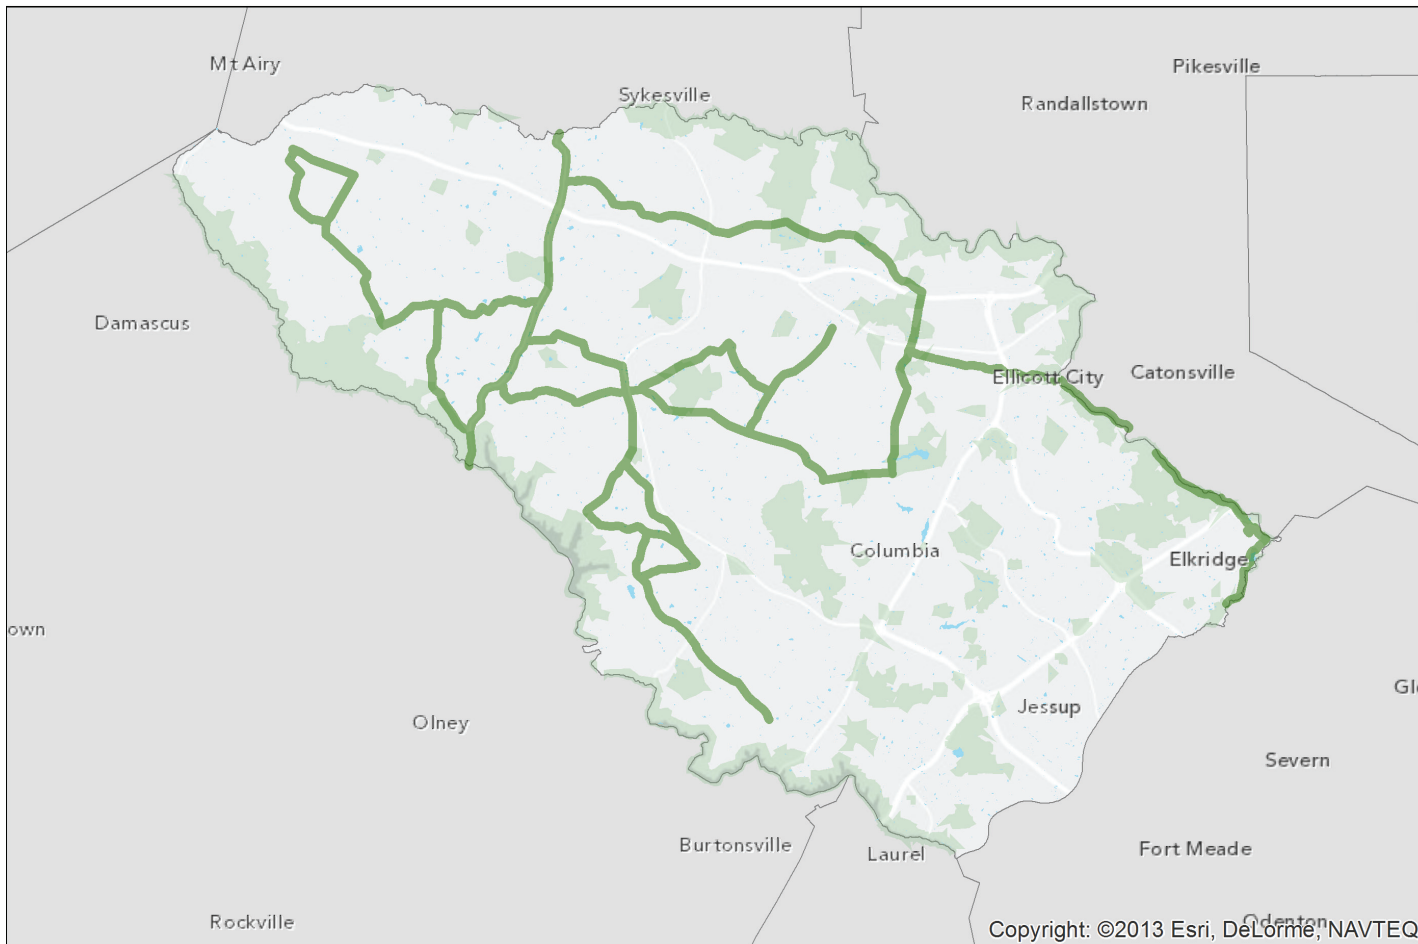 Mt Airy
Pikesville
Sykesville
Randallstown
Damascus
Ellicott City
Catonsville
Columbia
Elkridge
own
Gl
Jessup
Olney
Severn
Burtonsville
Laurel
Fort Meade
Rockville
Odenton
Copyright: ©2013 Esri, DeLorme, NAVTEQ